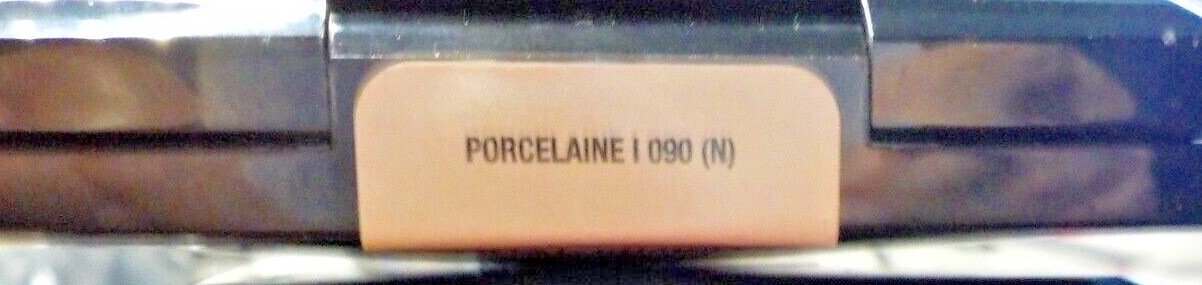 PORCELAINE I 090 (N)